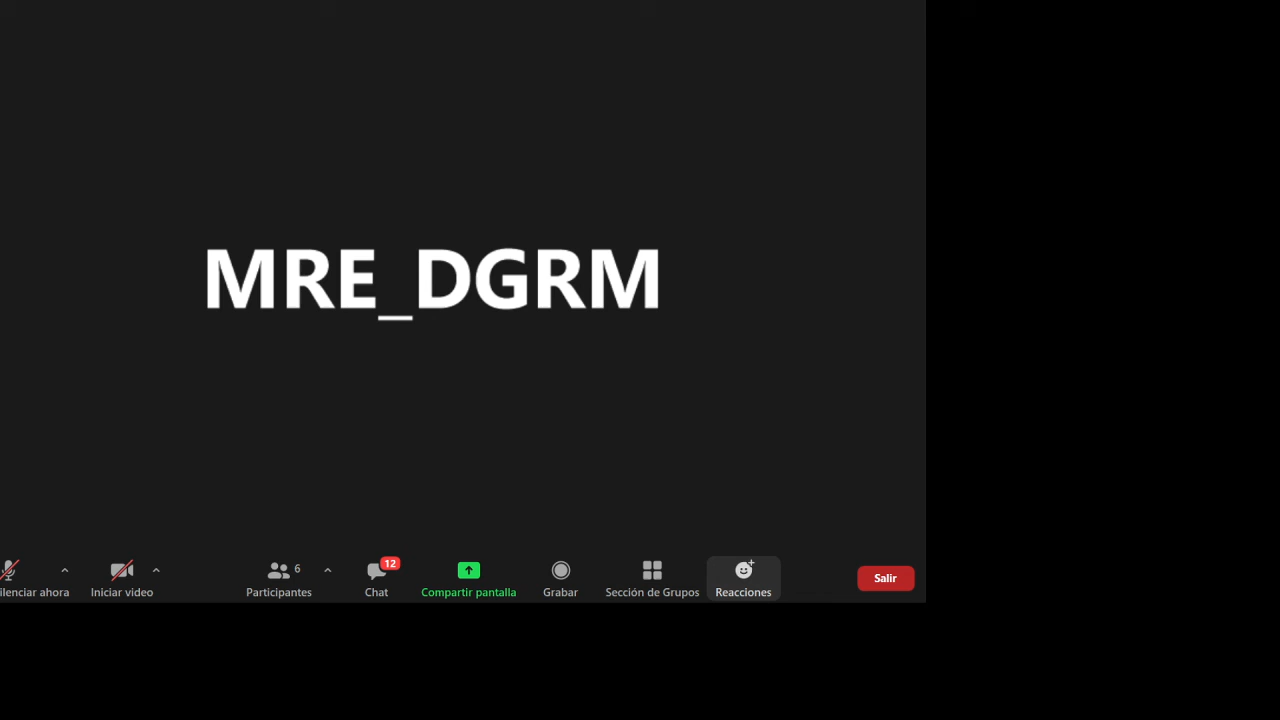 MRE_DGRM
6
12
ilenciar ahora
Iniciar video
Participantes
Chat
Compartir pantalla
Grabar
Sección de Grupos
Reacciones
Salir